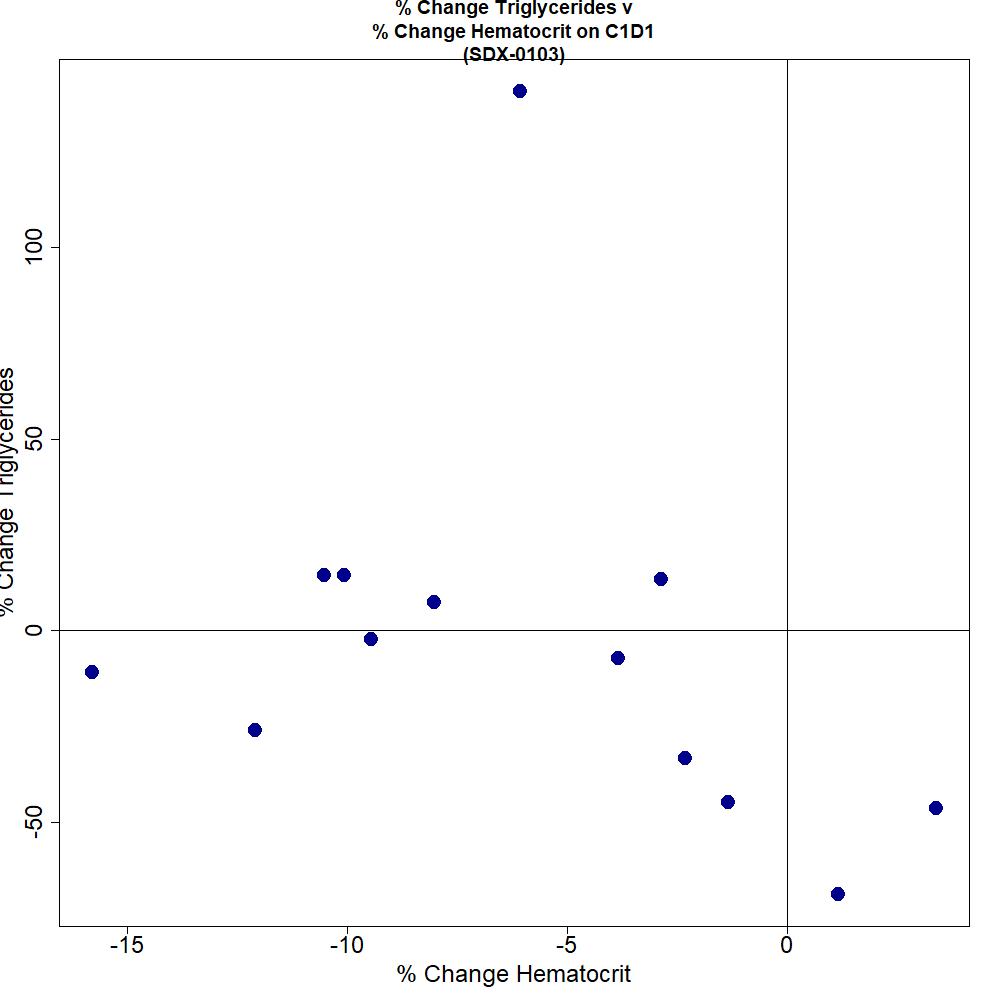 % Change Triglycerides v
% Change Hematocrit on C1D1
(SDX-0103)
% Change Triglycerides
100
50
0
-50
-15
-10
-5
0
% Change Hematocrit